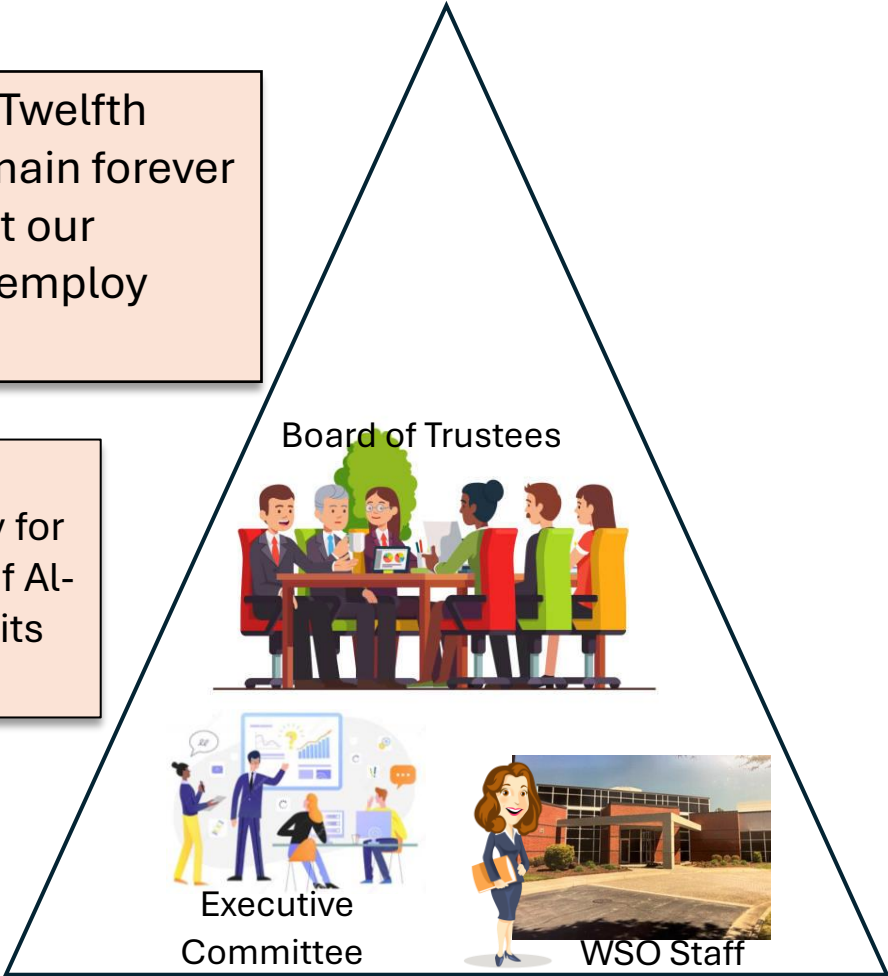 Twelfth
main forever
t our
employ
y for
f Al-
its
Board of Trustees
Executive
Committee
WSO Staff